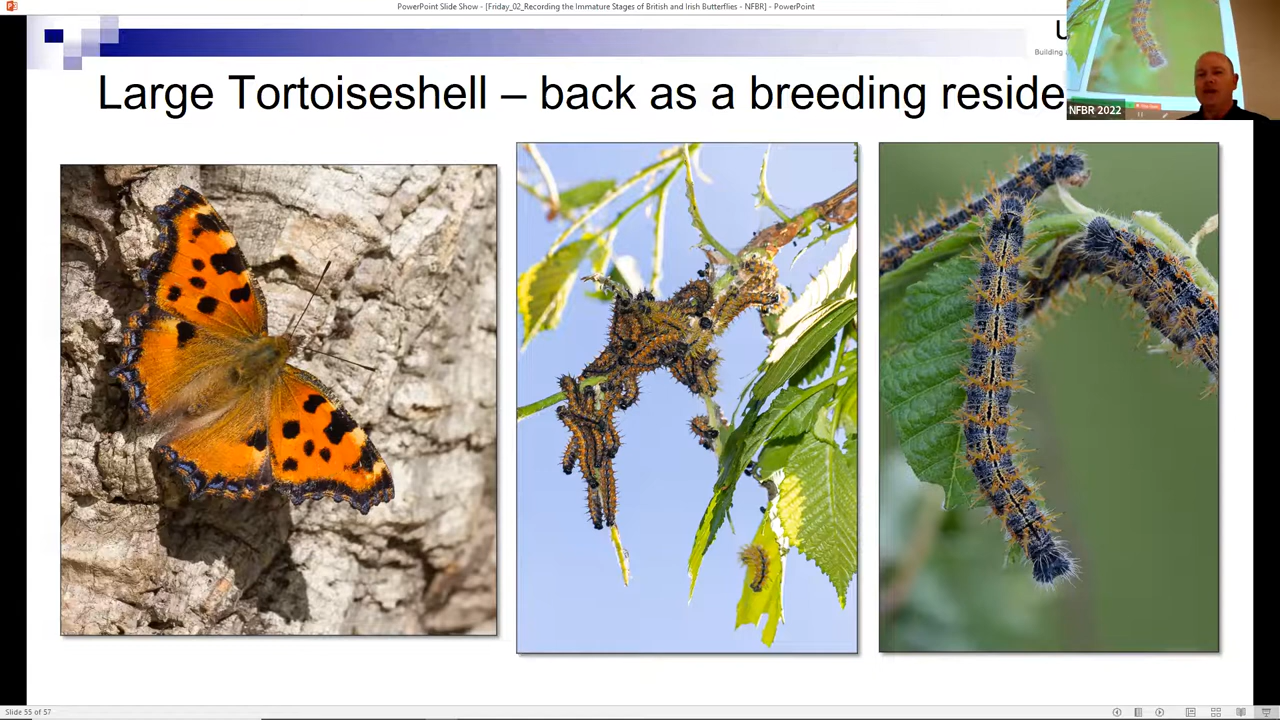 PowerPoint Slide Show - [Friday_02_Recording the Immature Stages of British and Irish Butterflies - NFBR] - PowerPoint
U
Building
Large Tortoiseshell – back as a breeding reside
NFBR 2022
Slide 55 of 57